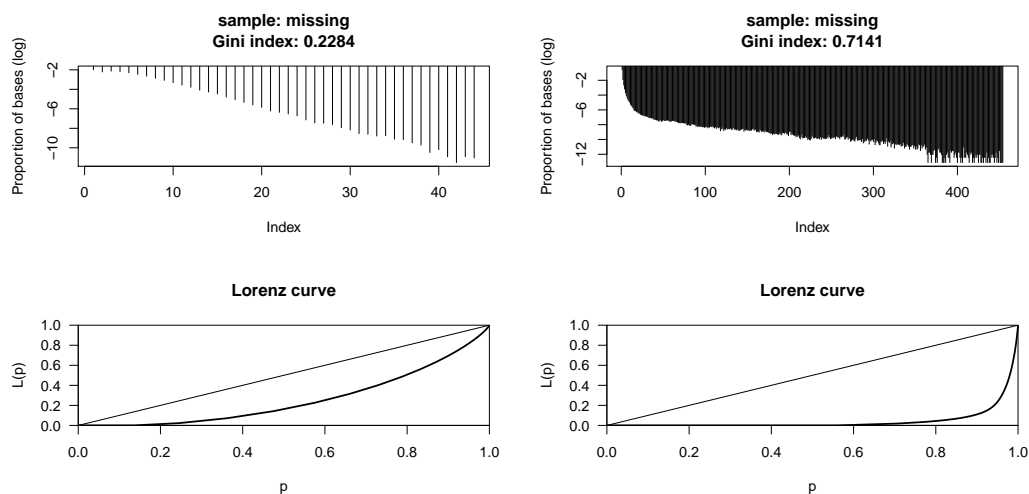 sample: missing
Gini index: 0.2284
Proportion of bases (log)
−2
−6
−10
0
10
20
30
40
Index
sample: missing
Gini index: 0.7141
Proportion of bases (log)
−2
−6
−12
0
100
200
300
400
Index
Lorenz curve
L(p)
1.0
0.8
0.6
0.4
0.2
0.0
0.0
0.2
0.4
0.6
0.8
1.0
p
Lorenz curve
L(p)
1.0
0.8
0.6
0.4
0.2
0.0
0.0
0.2
0.4
0.6
0.8
1.0
p